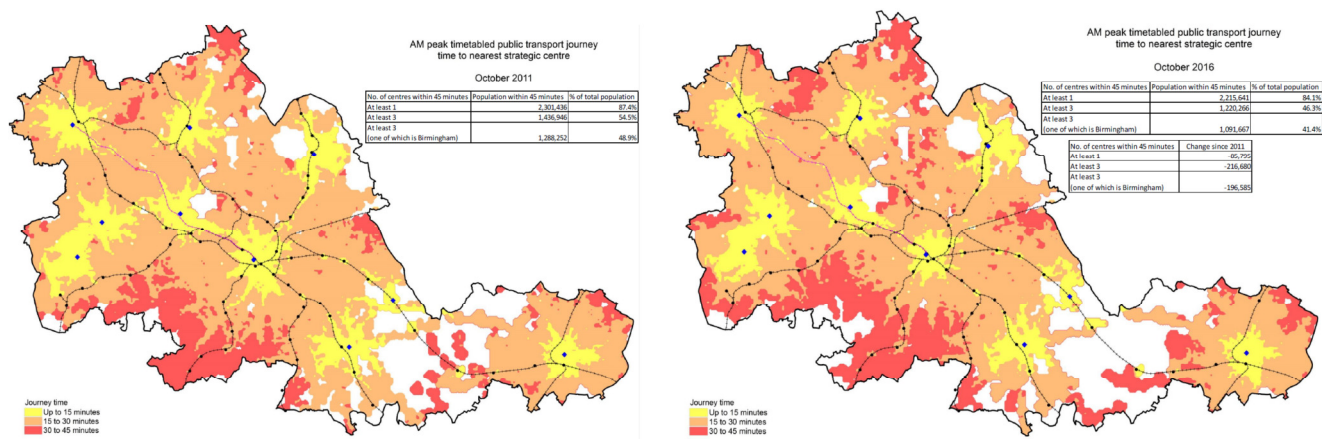 AM peak timetabled public transport journey
time to nearest strategic centre
October 2011
No. of centres within 45 minutes Population within 45 minutes % of total population
At least 1 2,301,436 87.4%
At least 3 1,436,946 54.5%
At least 3
(one of which is Birmingham) 1,288,252 48.9%
Journey time
Up to 15 minutes
15 to 30 minutes
30 to 45 minutes
AM peak timetabled public transport journey
time to nearest strategic centre
October 2016
No. of centres within 45 minutes Population within 45 minutes % of total population
At least 1 2,215,641 84.1%
At least 3 1,220,266 46.3%
At least 3
(one of which is Birmingham) 1,091,667 41.4%
No. of centres within 45 minutes Change since 2011
At least 1 -85,795
At least 3 -216,680
At least 3
(one of which is Birmingham) -196,585
Journey time
Up to 15 minutes
15 to 30 minutes
30 to 45 minutes